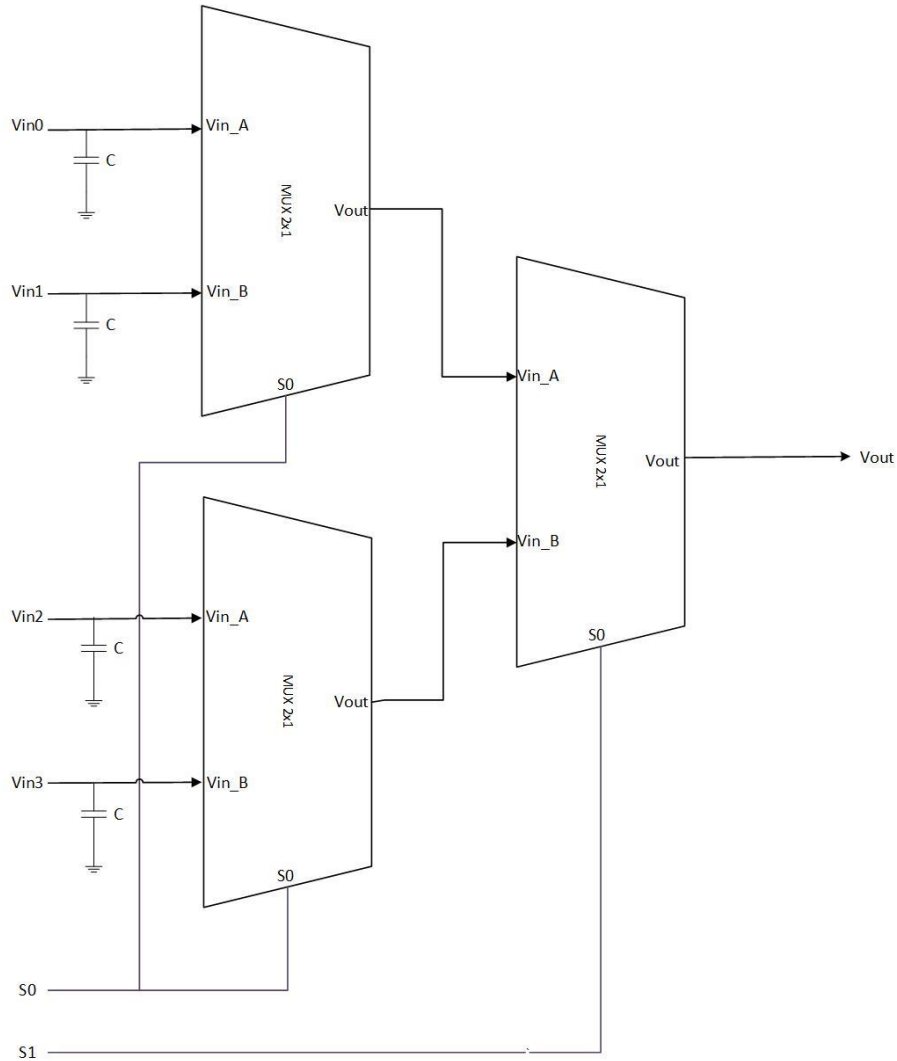 Vin0
Vin_A
C
MUX 2x1
Vout
Vin1
Vin_B
C
S0
Vin_A
MUX 2x1
Vout
Vout
Vin_B
S0
Vin2
Vin_A
C
MUX 2x1
Vout
Vin3
Vin_B
C
S0
S0
S1